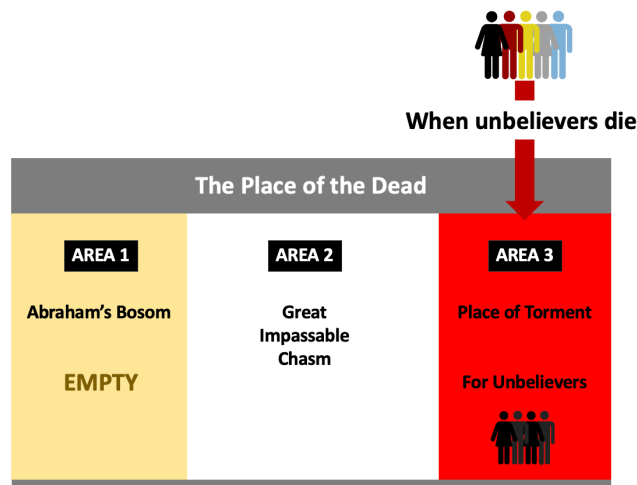 When unbelievers die
The Place of the Dead
AREA 1
Abraham's Bosom
EMPTY
AREA 2
Great
Impassable
Chasm
AREA 3
Place of Torment
For Unbelievers